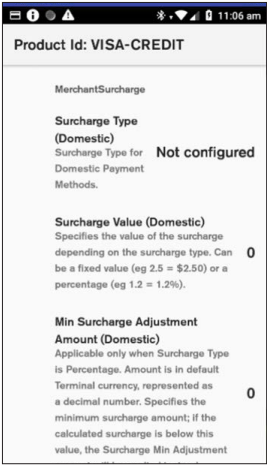 11:06 am
Product Id: VISA-CREDIT
MerchantSurcharge
Surcharge Type
(Domestic)
Surcharge Type for
Domestic Payment
Methods.
Not configured
Surcharge Value (Domestic)
Specifies the value of the surcharge
depending on the surcharge type. Can
be a fixed value (eg 2.5 = $2.50) or a
percentage (eg 1.2 = 1.2%).
0
Min Surcharge Adjustment
Amount (Domestic)
Applicable only when Surcharge Type
is Percentage. Amount is in default
Terminal currency, represented as
a decimal number. Specifies the
minimum surcharge amount; if the
calculated surcharge is below this
value, the Surcharge Min Adjustment
0